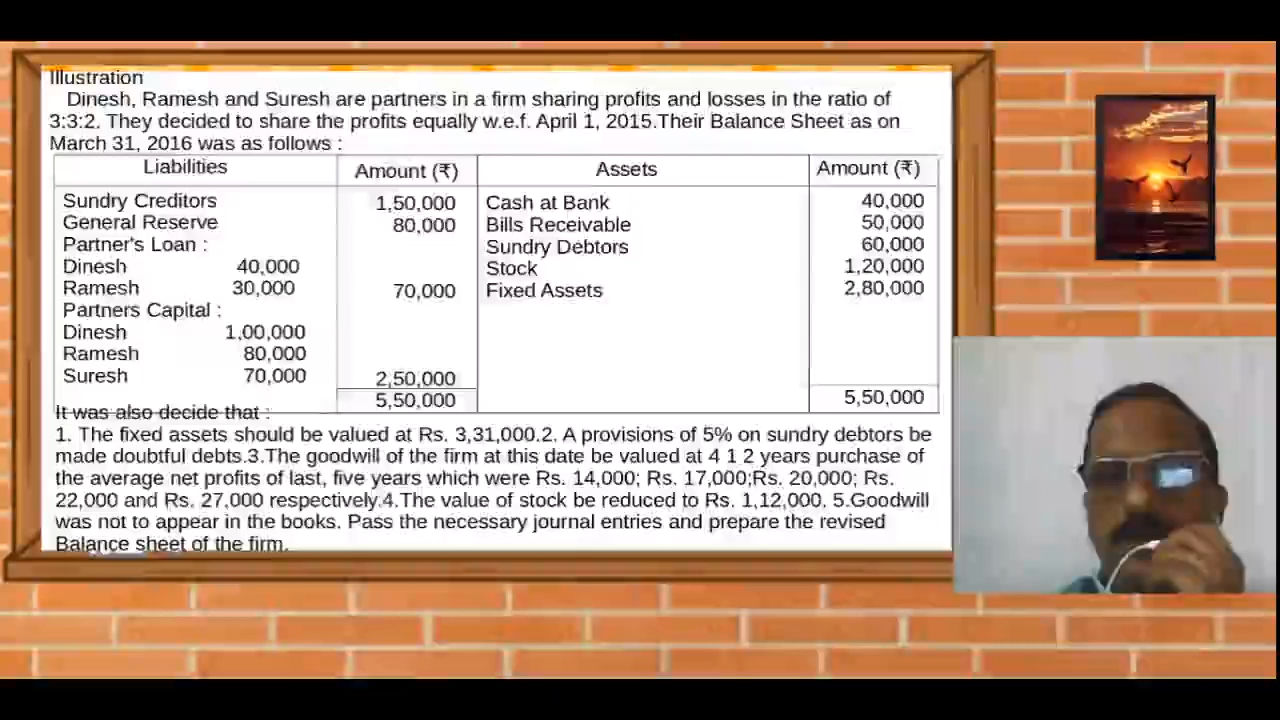 Illustration
Dinesh, Ramesh and Suresh are partners in a firm sharing profits and losses in the ratio of
3:3:2. They decided to share the profits equally w.e.f. April 1, 2015.Their Balance Sheet as on
March 31, 2016 was as follows :
Liabilities Amount (₹) Assets Amount (₹)
Sundry Creditors 1,50,000 Cash at Bank 40,000
General Reserve 80,000 Bills Receivable 50,000
Partner's Loan : Sundry Debtors 60,000
Dinesh 40,000 Stock 1,20,000
Ramesh 30,000 70,000 Fixed Assets 2,80,000
Partners Capital :
Dinesh 1,00,000
Ramesh 80,000
Suresh 70,000 2,50,000
5,50,000 5,50,000
It was also decide that :
1. The fixed assets should be valued at Rs. 3,31,000.2. A provisions of 5% on sundry debtors be
made doubtful debts.3.The goodwill of the firm at this date be valued at 4 1 2 years purchase of
the average net profits of last, five years which were Rs. 14,000; Rs. 17,000;Rs. 20,000; Rs.
22,000 and Rs. 27,000 respectively.4.The value of stock be reduced to Rs. 1,12,000. 5.Goodwill
was not to appear in the books. Pass the necessary journal entries and prepare the revised
Balance sheet of the firm.